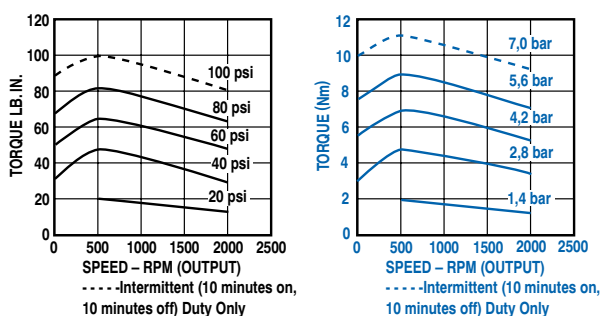 TORQUE LB. IN.
120
100
80
60
40
20
0
100 psi
80 psi
60 psi
40 psi
20 psi
0 500 1000 1500 2000 2500
SPEED – RPM (OUTPUT)
-----Intermittent (10 minutes on,
10 minutes off) Duty Only
TORQUE (Nm)
12
10
8
6
4
2
0
7,0 bar
5,6 bar
4,2 bar
2,8 bar
1,4 bar
0 500 1000 1500 2000 2500
SPEED – RPM (OUTPUT)
-----Intermittent (10 minutes on,
10 minutes off) Duty Only